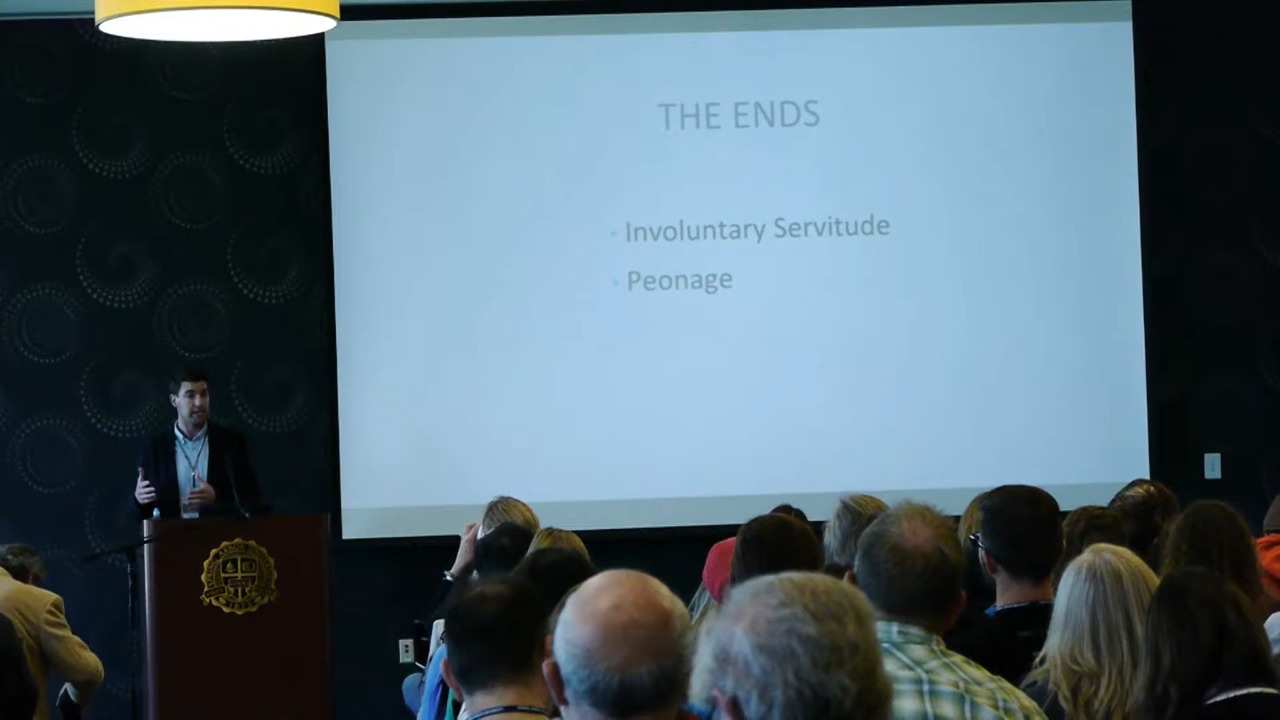 THE ENDS
• Involuntary Servitude
• Peonage